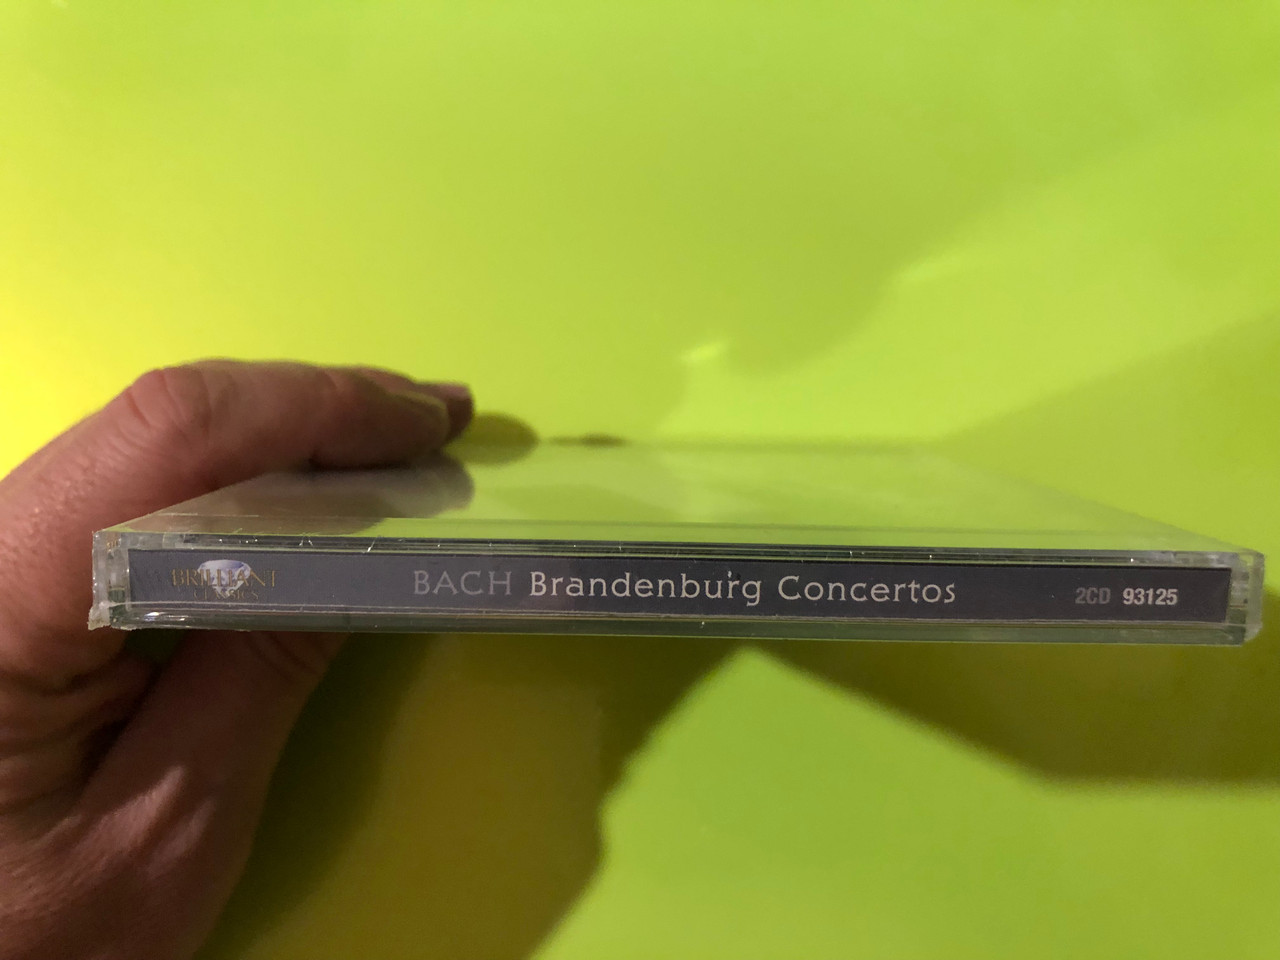 BRILLIANT
CLASSICS
BACH Brandenburg Concertos
2CD 93125